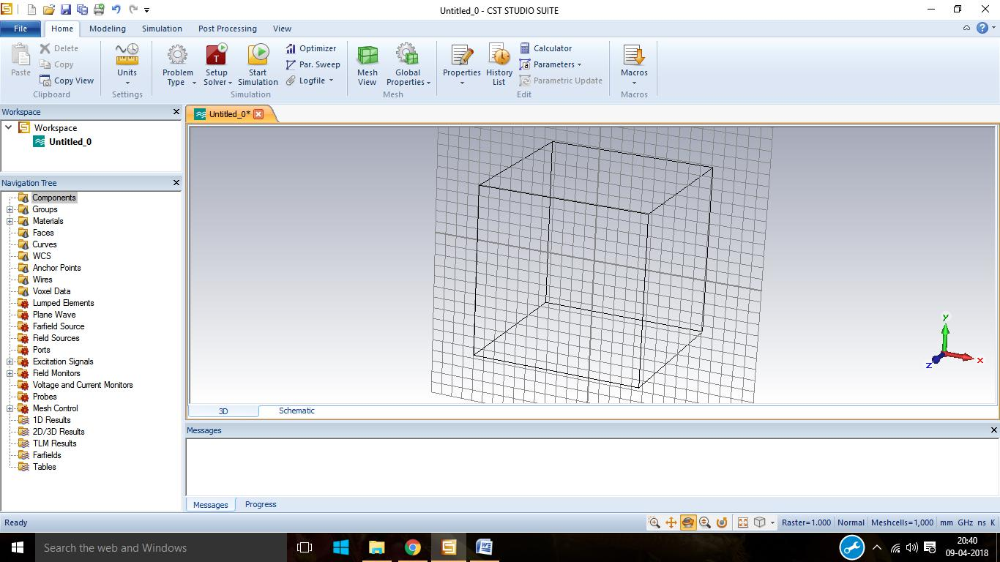 Untitled_0 - CST STUDIO SUITE
File Home Modeling Simulation Post Processing View
Paste
Delete
Copy
Copy View
Clipboard
Units
Settings
Problem Type
Setup Solver
Start Simulation
Optimizer
Par. Sweep
Logfile
Simulation
Mesh View
Global Properties
Mesh
Properties
History List
Calculator
Parameters
Parametric Update
Edit
Macros
Macros
Workspace
Workspace
Untitled_0
Navigation Tree
Components
Groups
Materials
Faces
Curves
WCS
Anchor Points
Wires
Voxel Data
Lumped Elements
Plane Wave
Farfield Source
Field Sources
Ports
Excitation Signals
Field Monitors
Voltage and Current Monitors
Probes
Mesh Control
1D Results
2D/3D Results
TLM Results
Farfields
Tables
Untitled_0*
y
x
z
3D Schematic
Messages
Messages Progress
Ready
Raster=1.000 Normal Meshcells=1,000 mm GHz ns K
Search the web and Windows
20:40
09-04-2018